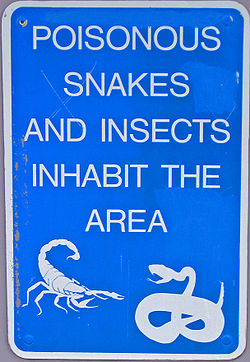 POISONOUS
SNAKES
AND INSECTS
INHABIT THE
AREA